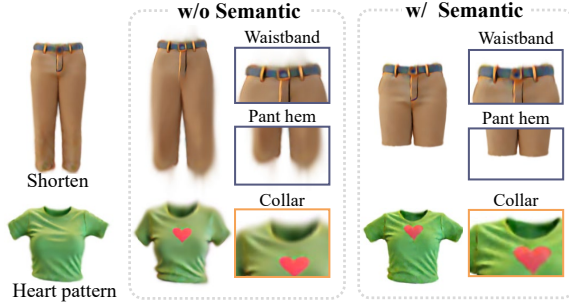 w/o Semantic
w/ Semantic
Waistband
Waistband
Pant hem
Pant hem
Shorten
Collar
Collar
Heart pattern